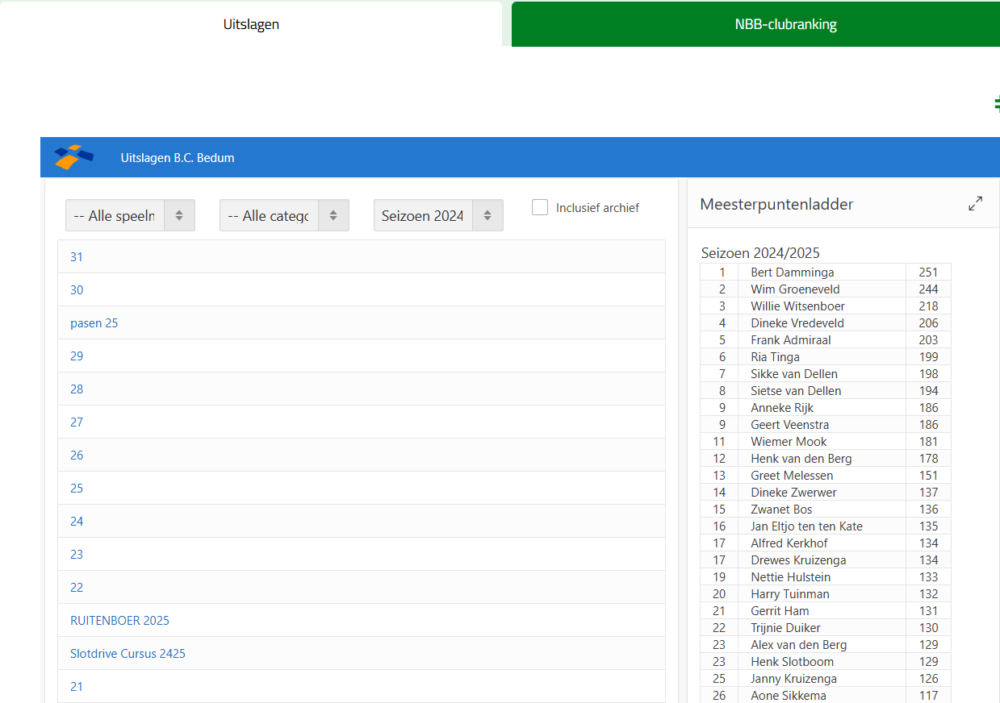 Uitslagen
NBB-clubranking
Uitslagen B.C. Bedum
-- Alle speeln
-- Alle catego
Seizoen 2024
Inclusief archief
31
30
pasen 25
29
28
27
26
25
24
23
22
RUITENBOER 2025
Slotdrive Cursus 2425
21
Meesterpuntenladder
Seizoen 2024/2025
1 Bert Damminga 251
2 Wim Groeneveld 244
3 Willie Witsenboer 218
4 Dineke Vredeveld 206
5 Frank Admiraal 203
6 Ria Tinga 199
7 Sikke van Dellen 198
8 Sietse van Dellen 194
9 Anneke Rijk 186
9 Geert Veenstra 186
11 Wiemer Mook 181
12 Henk van den Berg 178
13 Greet Melessen 151
14 Dineke Zwerwer 137
15 Zwanet Bos 136
16 Jan Eltjo ten ten Kate 135
17 Alfred Kerkhof 134
17 Drewes Kruizenga 134
19 Nettie Hulstein 133
20 Harry Tuinman 132
21 Gerrit Ham 131
22 Trijnie Duiker 130
23 Alex van den Berg 129
23 Henk Slotboom 129
25 Janny Kruizenga 126
26 Aone Sikkema 117